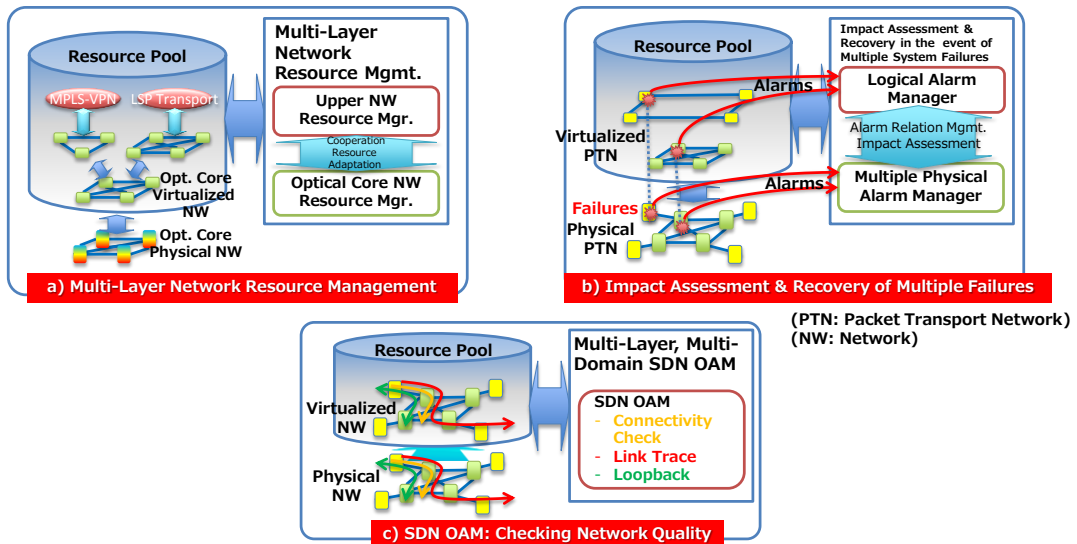 Resource Pool
MPLS-VPN
LSP Transport
Opt. Core
Virtualized
NW
Opt. Core
Physical NW
Multi-Layer
Network
Resource Mgmt.
Upper NW
Resource Mgr.
Cooperation
Resource
Adaptation
Optical Core NW
Resource Mgr.
a) Multi-Layer Network Resource Management
Resource Pool
Virtualized
PTN
Failures
Physical
PTN
Alarms
Alarms
Impact Assessment &
Recovery in the event of
Multiple System Failures
Logical Alarm
Manager
Alarm Relation Mgmt.
Impact Assessment
Multiple Physical
Alarm Manager
b) Impact Assessment & Recovery of Multiple Failures
(PTN: Packet Transport Network)
(NW: Network)
Resource Pool
Virtualized
NW
Physical
NW
Multi-Layer, Multi-
Domain SDN OAM
SDN OAM
- Connectivity
Check
- Link Trace
- Loopback
c) SDN OAM: Checking Network Quality